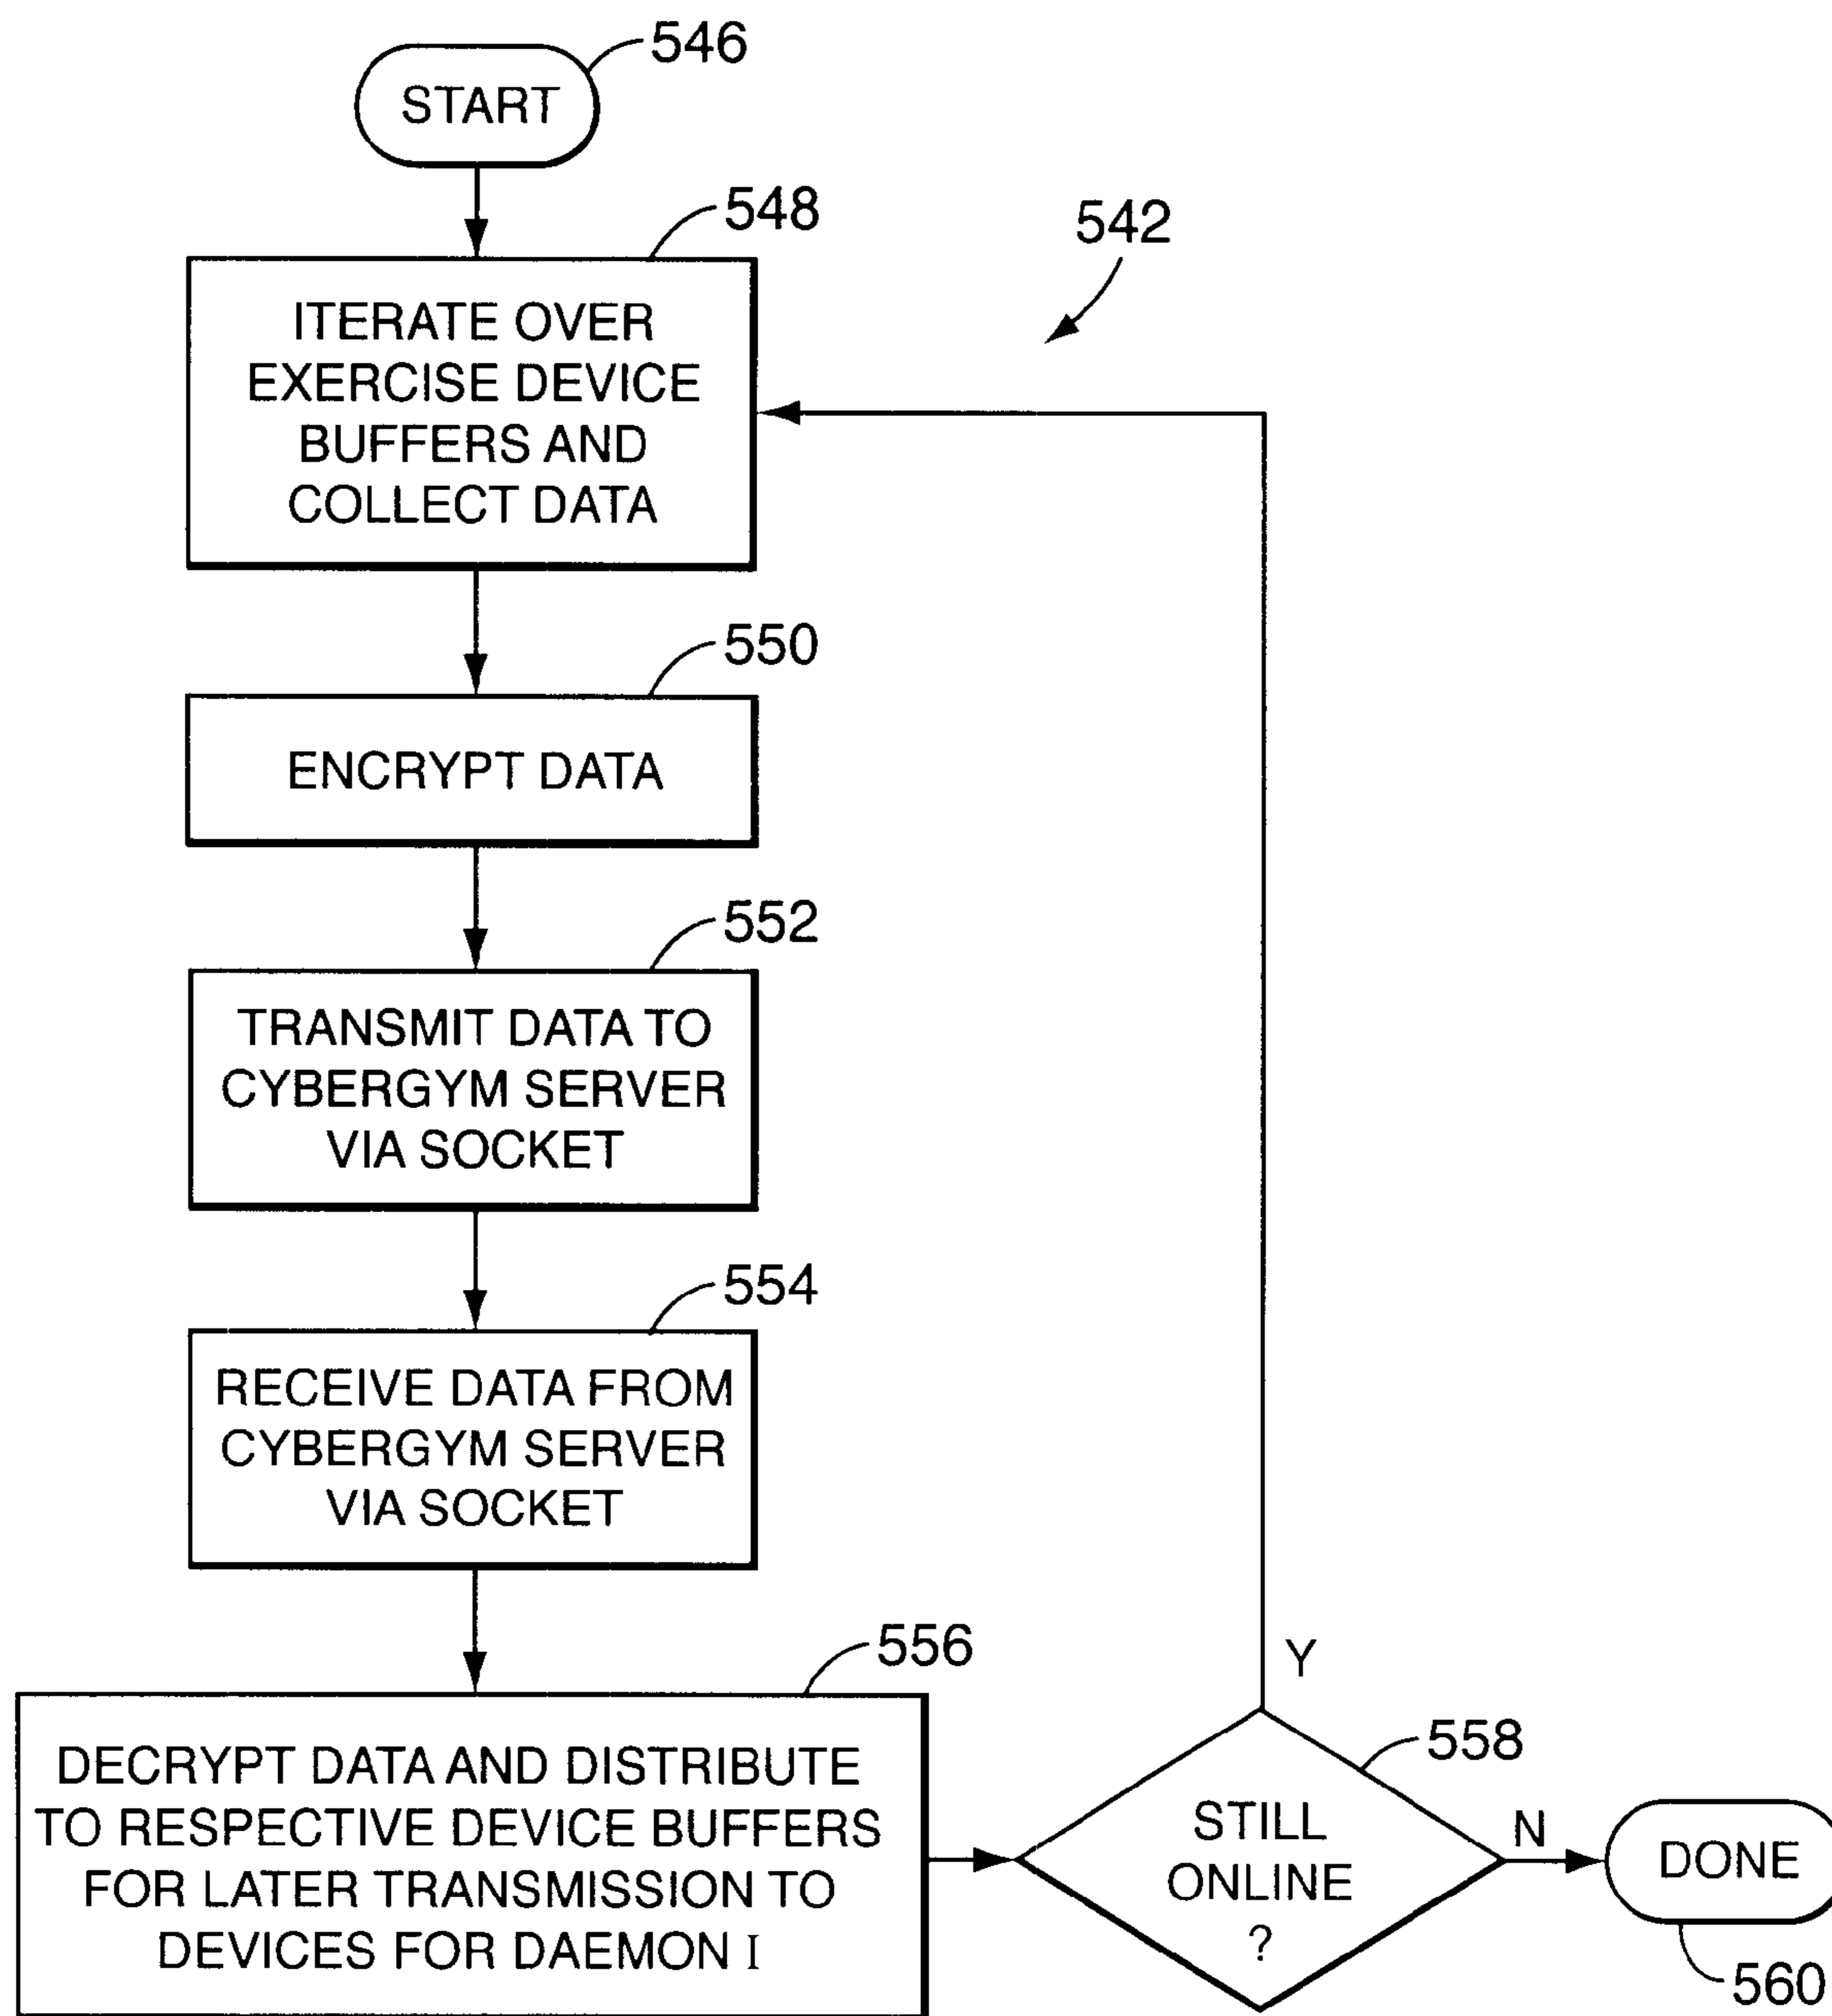 546
START
548
542
ITERATE OVER
EXERCISE DEVICE
BUFFERS AND
COLLECT DATA
550
ENCRYPT DATA
552
TRANSMIT DATA TO
CYBERGYM SERVER
VIA SOCKET
554
RECEIVE DATA FROM
CYBERGYM SERVER
VIA SOCKET
556
DECRYPT DATA AND DISTRIBUTE
TO RESPECTIVE DEVICE BUFFERS
FOR LATER TRANSMISSION TO
DEVICES FOR DAEMON I
Y
558
STILL
ONLINE
?
N
DONE
560